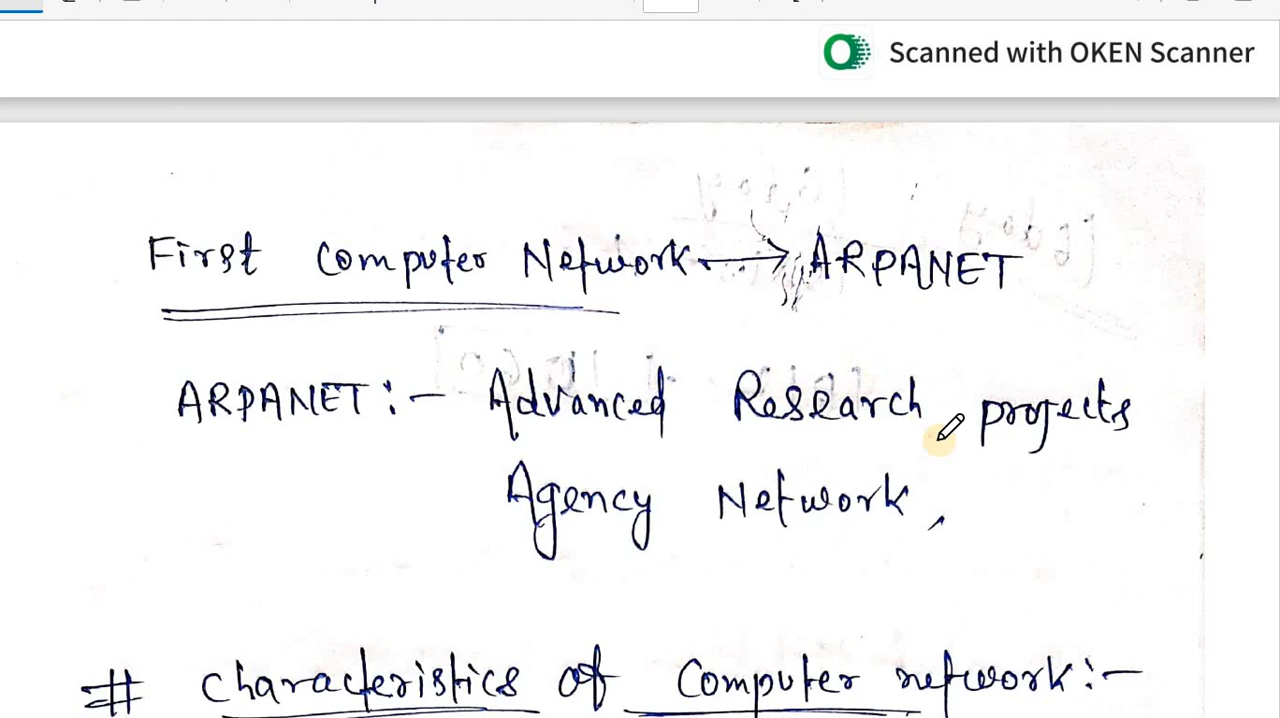 Scanned with OKEN Scanner
First Computer Network → ARPANET
ARPANET :- Advanced Research projects
Agency Network,
# Characteristics of Computer network :-